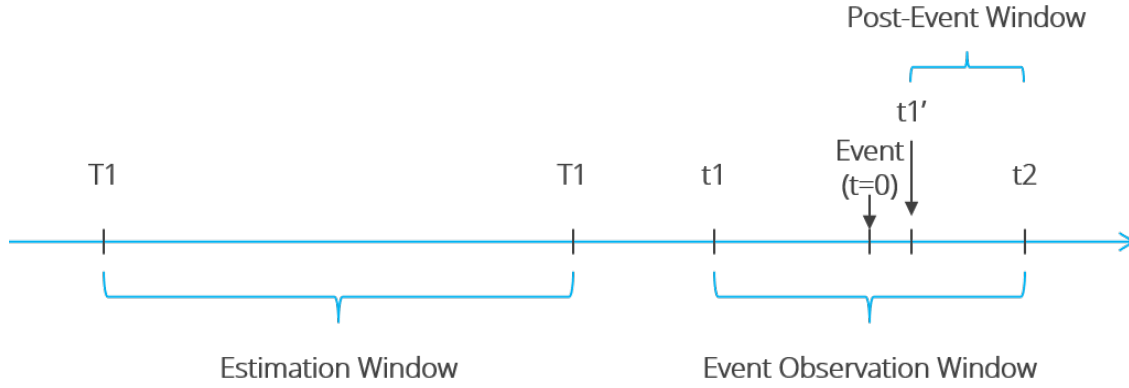 Post-Event Window
t1’
Event
(t=0)
T1
T1
t1
t2
Estimation Window
Event Observation Window